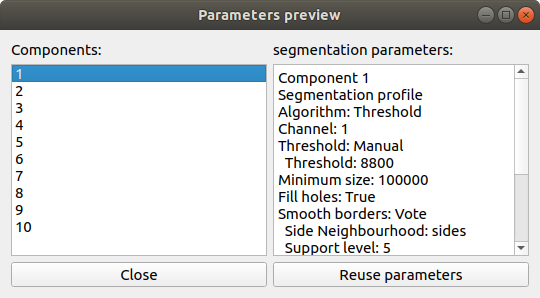 Parameters preview
Components:
1
2
3
4
5
6
7
8
9
10
segmentation parameters:
Component 1
Segmentation profile
Algorithm: Threshold
Channel: 1
Threshold: Manual
Threshold: 8800
Minimum size: 100000
Fill holes: True
Smooth borders: Vote
Side Neighbourhood: sides
Support level: 5
Close
Reuse parameters